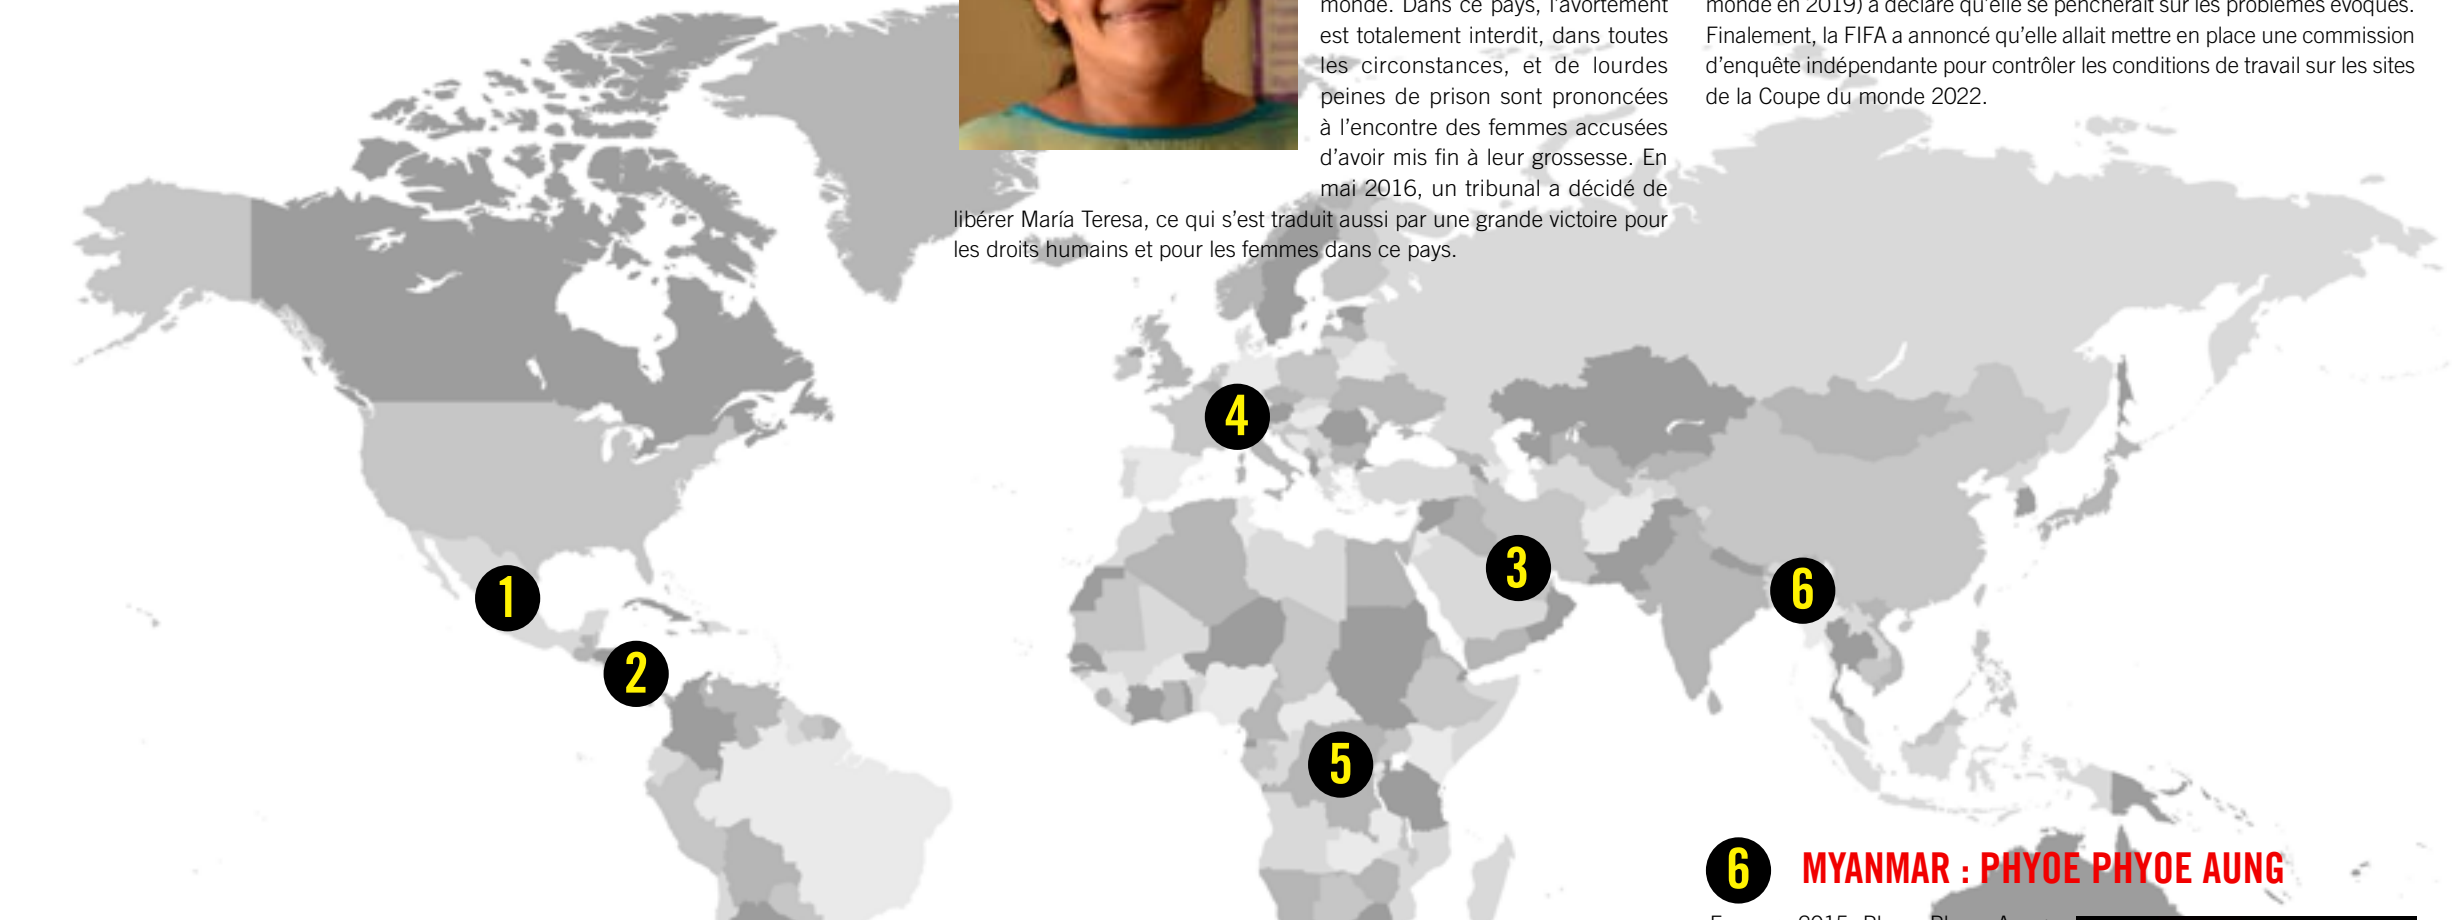 monde. Dans ce pays, l'avortement
est totalement interdit, dans toutes
les circonstances, et de lourdes
peines de prison sont prononcées
à l'encontre des femmes accusées
d'avoir mis fin à leur grossesse. En
mai 2016, un tribunal a décidé de
libérer María Teresa, ce qui s'est traduit aussi par une grande victoire pour
les droits humains et pour les femmes dans ce pays.
monde en 2019) a déclaré qu'elle se pencherait sur les problèmes évoqués.
Finalement, la FIFA a annoncé qu'elle allait mettre en place une commission
d'enquête indépendante pour contrôler les conditions de travail sur les sites
de la Coupe du monde 2022.
4
3
6
1
2
5
6 MYANMAR : PHYOE PHYOE AUNG